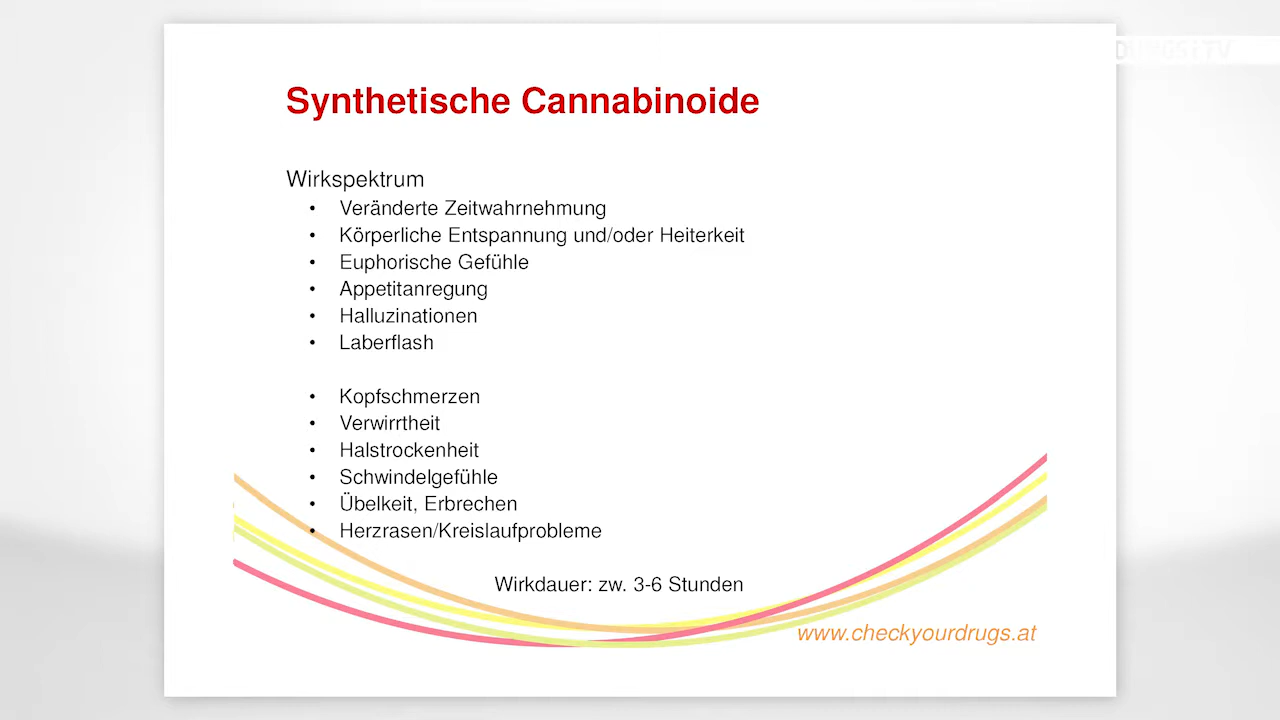 Synthetische Cannabinoide
Wirkspektrum
• Veränderte Zeitwahrnehmung
• Körperliche Entspannung und/oder Heiterkeit
• Euphorische Gefühle
• Appetitanregung
• Halluzinationen
• Laberflash
• Kopfschmerzen
• Verwirrtheit
• Halstrockenheit
• Schwindelgefühle
• Übelkeit, Erbrechen
• Herzrasen/Kreislaufprobleme
Wirkdauer: zw. 3-6 Stunden
www.checkyourdrugs.at